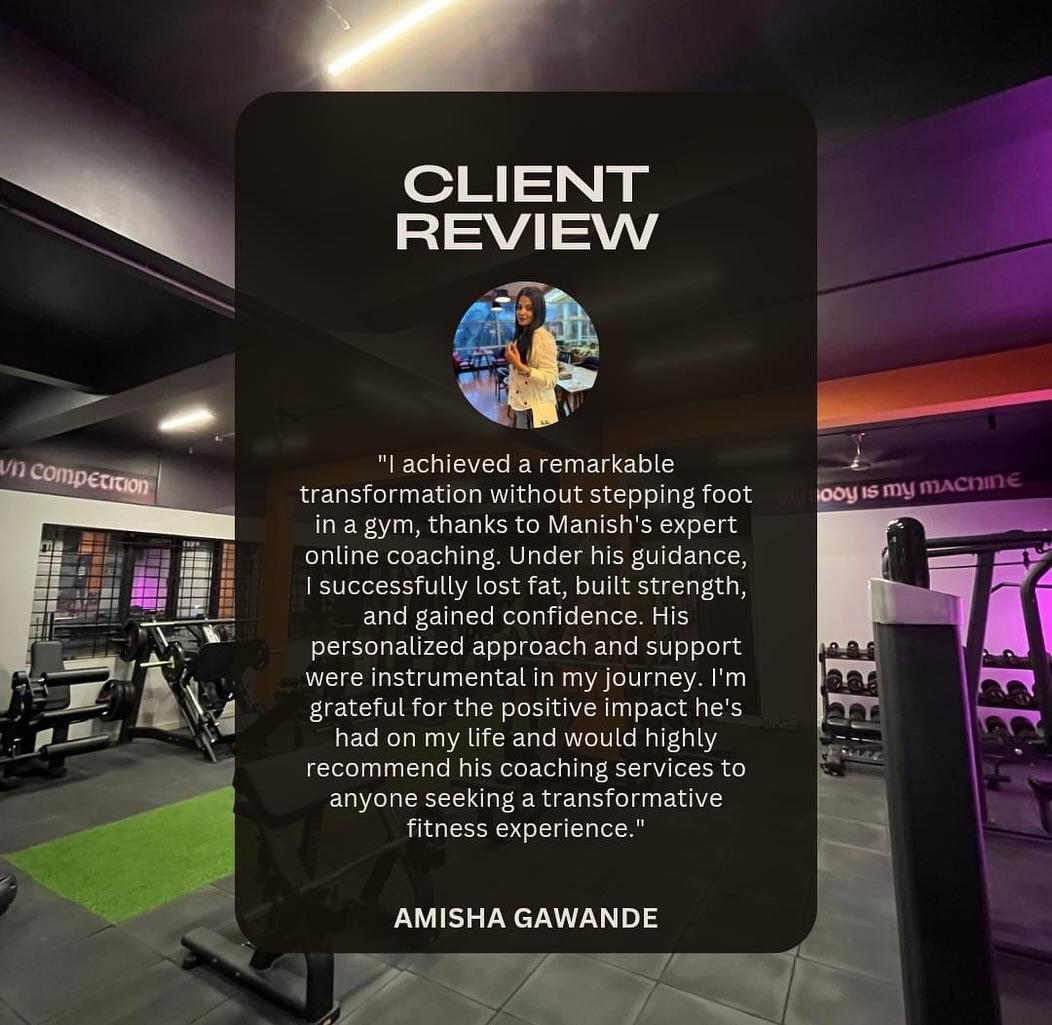 CLIENT
REVIEW
"I achieved a remarkable
transformation without stepping foot
in a gym, thanks to Manish's expert
online coaching. Under his guidance,
I successfully lost fat, built strength,
and gained confidence. His
personalized approach and support
were instrumental in my journey. I'm
grateful for the positive impact he's
had on my life and would highly
recommend his coaching services to
anyone seeking a transformative
fitness experience."
AMISHA GAWANDE
COMPETITION
BODY IS MY MACHINE